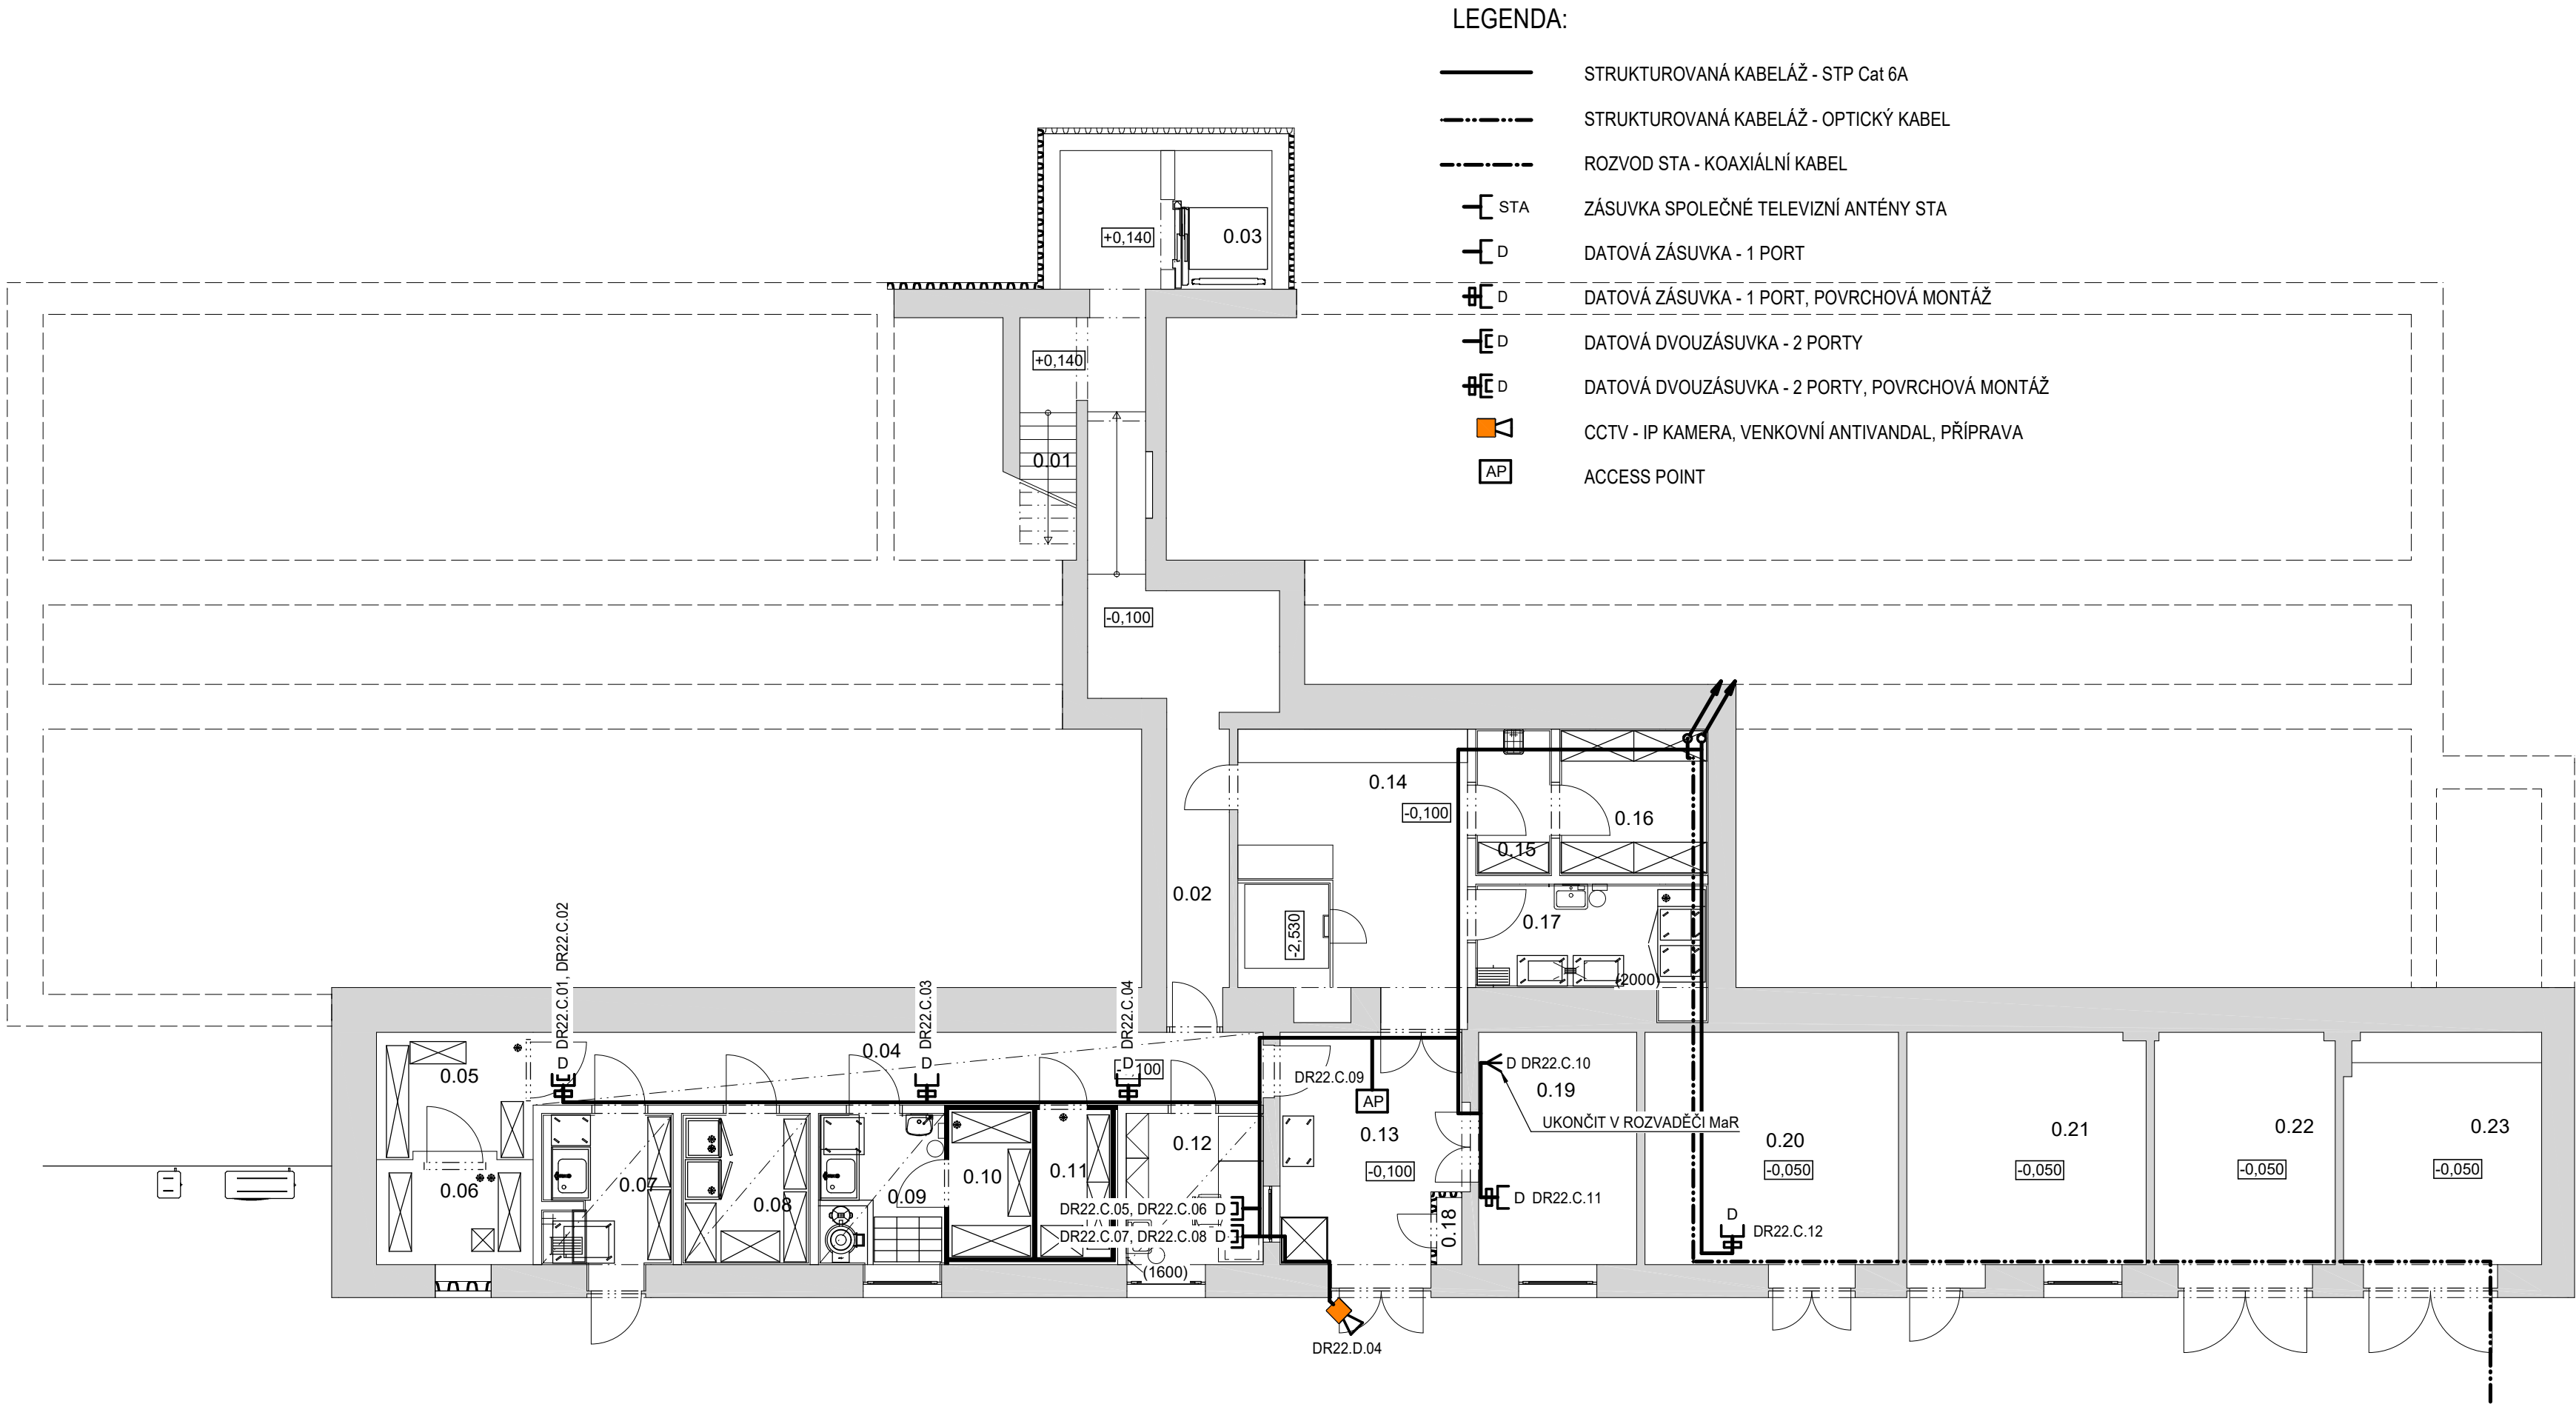 LEGENDA:
STRUKTUROVANÁ KABELÁŽ - STP Cat 6A
STRUKTUROVANÁ KABELÁŽ - OPTICKÝ KABEL
ROZVOD STA - KOAXIÁLNÍ KABEL
STA ZÁSUVKA SPOLEČNÉ TELEVIZNÍ ANTÉNY STA
D DATOVÁ ZÁSUVKA - 1 PORT
D DATOVÁ ZÁSUVKA - 1 PORT, POVRCHOVÁ MONTÁŽ
D DATOVÁ DVOUZÁSUVKA - 2 PORTY
D DATOVÁ DVOUZÁSUVKA - 2 PORTY, POVRCHOVÁ MONTÁŽ
CCTV - IP KAMERA, VENKOVNÍ ANTIVANDAL, PŘÍPRAVA
AP ACCESS POINT
+0,140
0.03
+0,140
0.01
-0,100
0.14
-0,100
0.16
0.15
0.02
0.17
-2,530
(2000)
DR22.C.01, DR22.C.02
D
DR22.C.03
D
DR22.C.04
D
0.04
-0,100
0.05
0.06
0.07
0.08
0.09
0.10
0.11
0.12
DR22.C.05, DR22.C.06 D
DR22.C.07, DR22.C.08 D
(1600)
DR22.C.09
AP
0.13
-0,100
0.18
DR22.D.04
D DR22.C.10
0.19
UKONČIT V ROZVADĚČI MaR
D DR22.C.11
0.20
-0,050
D
DR22.C.12
0.21
-0,050
0.22
-0,050
0.23
-0,050